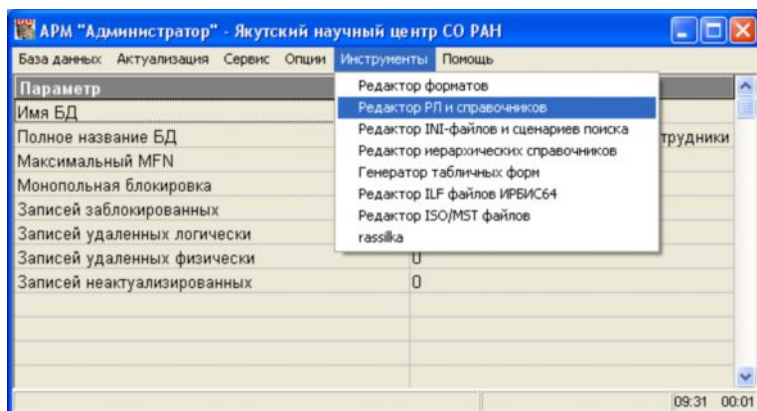 АРМ "Администратор" - Якутский научный центр СО РАН
База данных Актуализация Сервис Опции Инструменты Помощь
Параметр
Имя БД
Полное название БД
трудники
Максимальный MFN
Монопольная блокировка
Записей заблокированных
Записей удаленных логически
Записей удаленных физически 0
Записей неактуализированных 0
Редактор форматов
Редактор РЛ и справочников
Редактор INI-файлов и сценариев поиска
Редактор иерархических справочников
Генератор табличных форм
Редактор ILF файлов ИРБИС64
Редактор ISO/MST файлов
rassilka
09:31 00:01